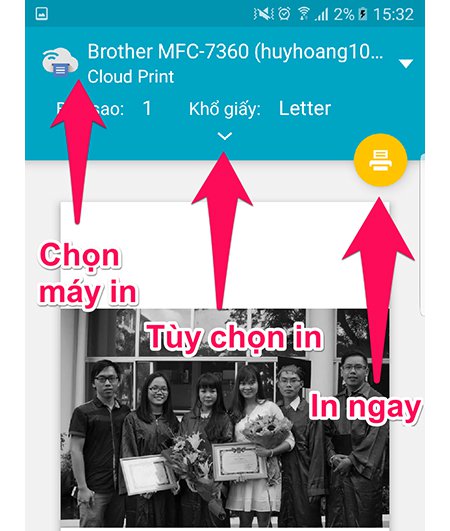 2% 15:32
Brother MFC-7360 (huyhoang10...
Cloud Print
sao: 1 Khổ giấy: Letter
Chọn
máy in
Tùy chọn in
In ngay